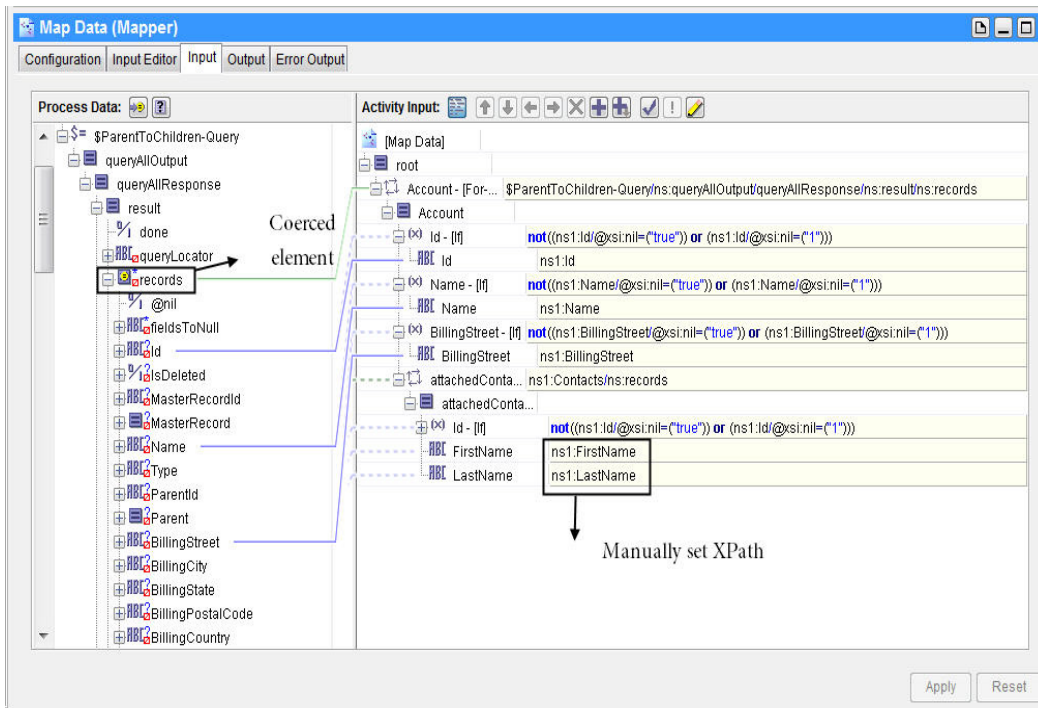 Map Data (Mapper)
Configuration Input Editor Input Output Error Output
Process Data:
$ParentToChildren-Query
queryAllOutput
queryAllResponse
result
done
queryLocator
records
@nil
fieldsToNull
Id
IsDeleted
MasterRecordId
MasterRecord
Name
Type
ParentId
Parent
BillingStreet
BillingCity
BillingState
BillingPostalCode
BillingCountry
Coerced
element
Activity Input:
[Map Data]
root
Account - [For-... $ParentToChildren-Query/ns:queryAllOutput/queryAllResponse/ns:result/ns:records
Account
Id - [If] not((ns1:Id/@xsi:nil=("true")) or (ns1:Id/@xsi:nil=("1")))
Id ns1:Id
Name - [If] not((ns1:Name/@xsi:nil=("true")) or (ns1:Name/@xsi:nil=("1")))
Name ns1:Name
BillingStreet - [If] not((ns1:BillingStreet/@xsi:nil=("true")) or (ns1:BillingStreet/@xsi:nil=("1")))
BillingStreet ns1:BillingStreet
attachedConta... ns1:Contacts/ns:records
attachedConta...
Id - [If] not((ns1:Id/@xsi:nil=("true")) or (ns1:Id/@xsi:nil=("1")))
FirstName ns1:FirstName
LastName ns1:LastName
Manually set XPath
Apply Reset